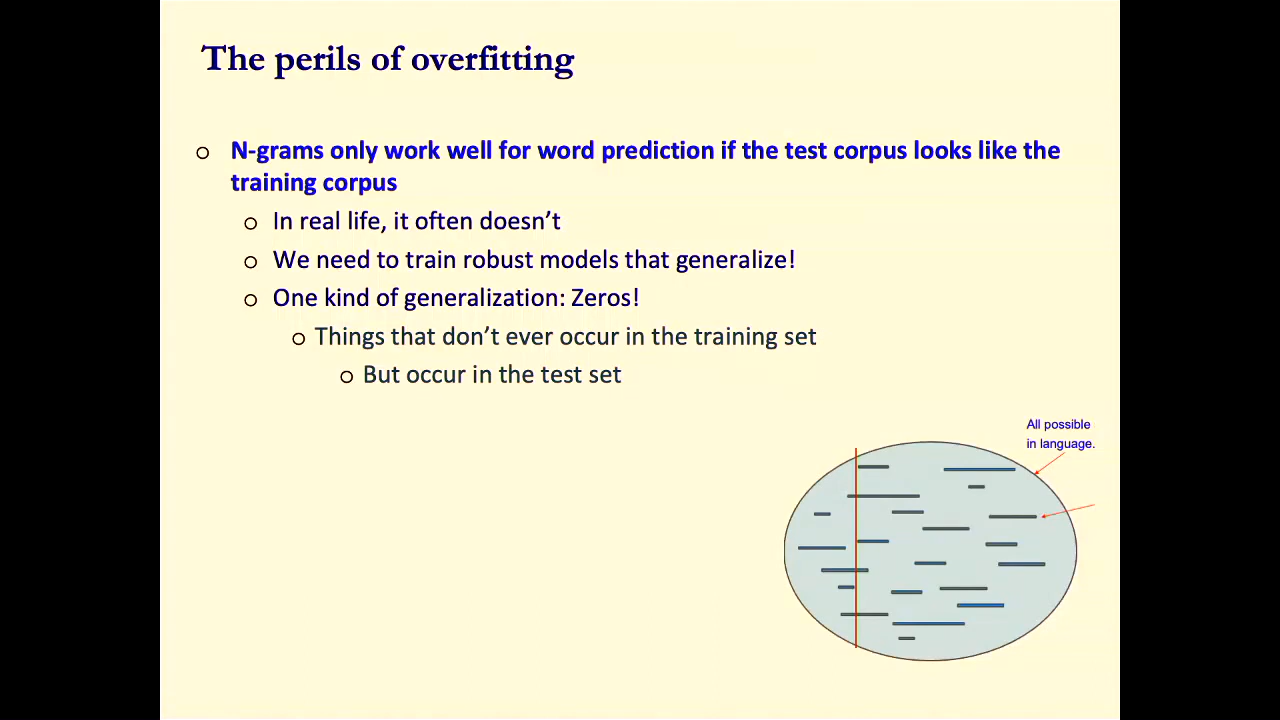 The perils of overfitting
N-grams only work well for word prediction if the test corpus looks like the
training corpus
In real life, it often doesn’t
We need to train robust models that generalize!
One kind of generalization: Zeros!
Things that don’t ever occur in the training set
But occur in the test set
All possible
in language.